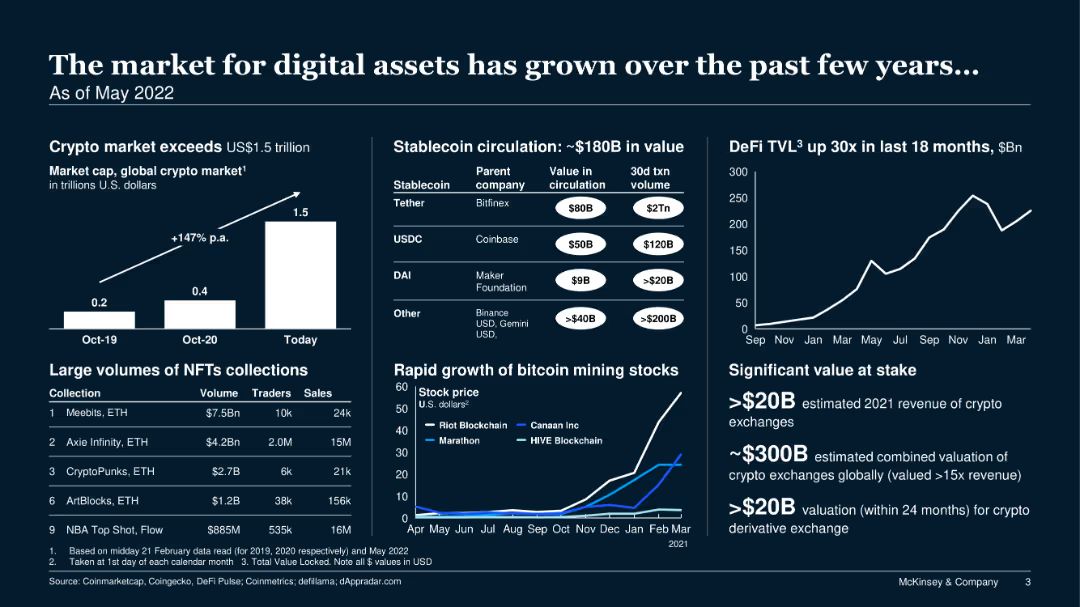 The market for digital assets has grown over the past few years...
As of May 2022
Crypto market exceeds US$1.5 trillion
Market cap, global crypto market1
in trillions U.S. dollars
+147% p.a.
0.2
0.4
1.5
Oct-19 Oct-20 Today
Stablecoin circulation: ~$180B in value
Stablecoin Parent company Value in circulation 30d txn volume
Tether Bitfinex $80B $2Tn
USDC Coinbase $50B $120B
DAI Maker Foundation $9B >$20B
Other Binance USD, Gemini USD, >$40B >$200B
DeFi TVL3 up 30x in last 18 months, $Bn
300
250
200
150
100
50
0
Sep Nov Jan Mar May Jul Sep Nov Jan Mar
Large volumes of NFTs collections
Collection Volume Traders Sales
1 Meebits, ETH $7.5Bn 10k 24k
2 Axie Infinity, ETH $4.2Bn 2.0M 15M
3 CryptoPunks, ETH $2.7B 6k 21k
6 ArtBlocks, ETH $1.2B 38k 156k
9 NBA Top Shot, Flow $885M 535k 16M
Rapid growth of bitcoin mining stocks
Stock price
U.S. dollars2
Riot Blockchain Canaan Inc
Marathon HIVE Blockchain
60
50
40
30
20
10
0
Apr May Jun Jul Aug Sep Oct Nov Dec Jan Feb Mar
2021
Significant value at stake
>$20B estimated 2021 revenue of crypto
exchanges
~$300B estimated combined valuation of
crypto exchanges globally (valued >15x revenue)
>$20B valuation (within 24 months) for crypto
derivative exchange
1. Based on midday 21 February data read (for 2019, 2020 respectively) and May 2022
2. Taken at 1st day of each calendar month 3. Total Value Locked. Note all $ values in USD
Source: Coinmarketcap, Coingecko, DeFi Pulse; Coinmetrics; defillama; dAppradar.com
McKinsey & Company 3